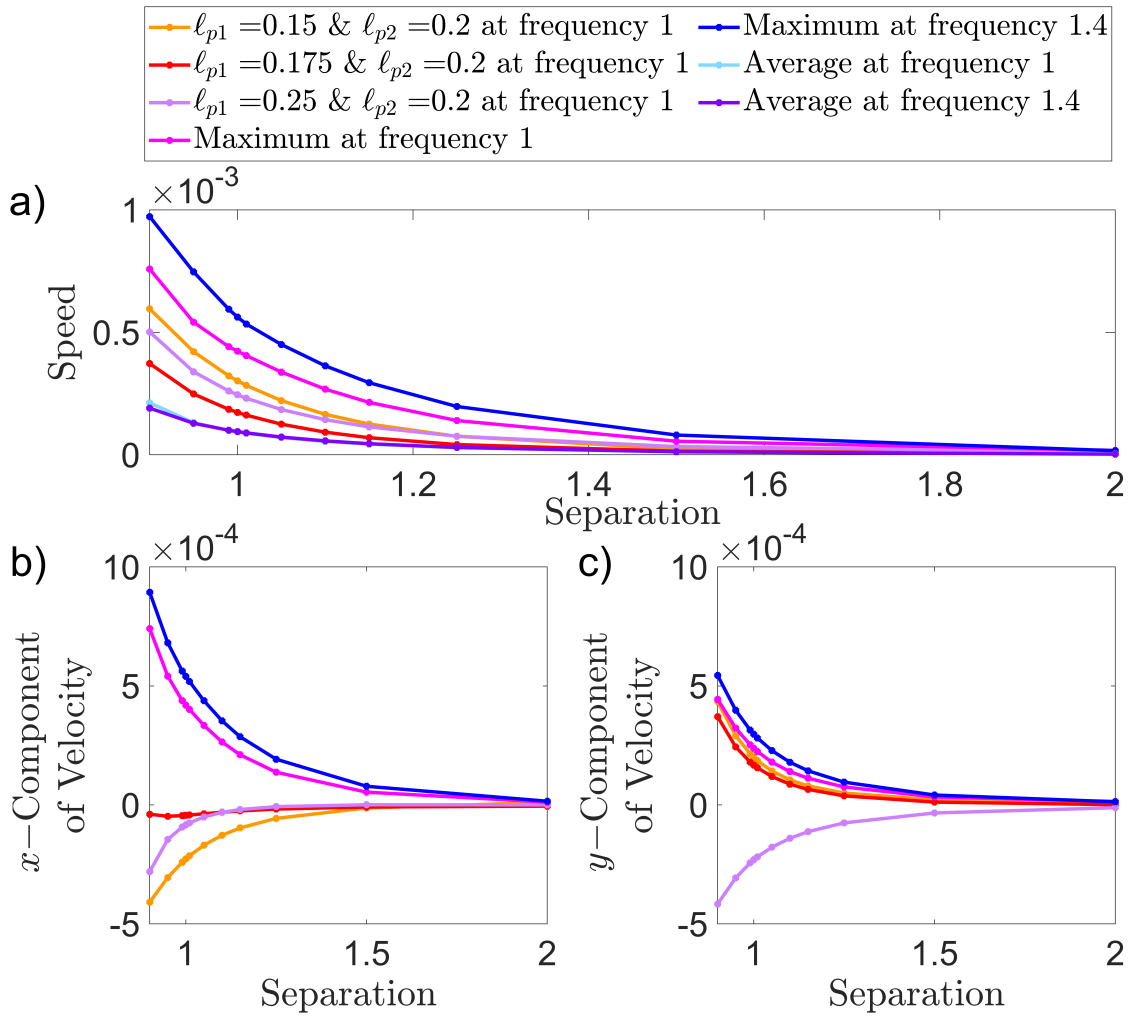 ℓp1 =0.15 & ℓp2 =0.2 at frequency 1
ℓp1 =0.175 & ℓp2 =0.2 at frequency 1
ℓp1 =0.25 & ℓp2 =0.2 at frequency 1
Maximum at frequency 1
Maximum at frequency 1.4
Average at frequency 1
Average at frequency 1.4
a)
×10-3
1
0.5
0
Speed
1 1.2 1.4 1.6 1.8 2
Separation
b)
×10-4
10
5
0
-5
x−Component
of Velocity
1 1.5 2
Separation
c)
×10-4
10
5
0
-5
y−Component
of Velocity
1 1.5 2
Separation